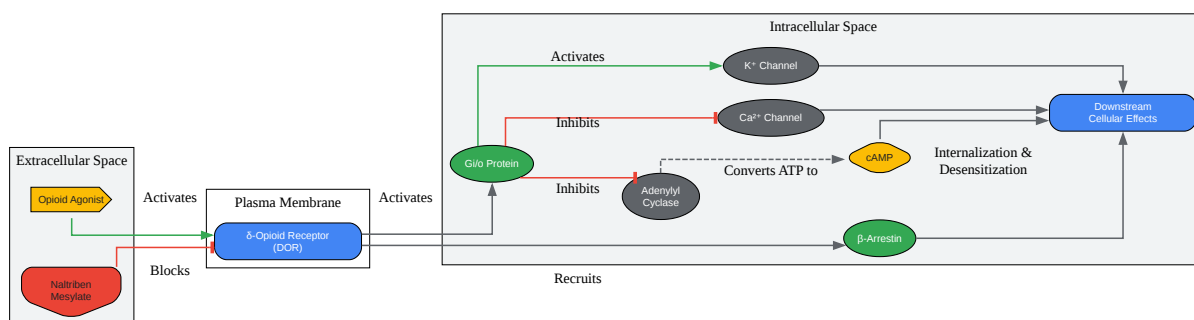 Extracellular Space
Opioid Agonist
Naltriben
Mesylate
Activates
Blocks
Plasma Membrane
δ-Opioid Receptor
(DOR)
Activates
Recruits
Intracellular Space
Gi/o Protein
Activates
K⁺ Channel
Inhibits
Ca²⁺ Channel
Inhibits
Adenylyl
Cyclase
Converts ATP to
cAMP
β-Arrestin
Internalization &
Desensitization
Downstream
Cellular Effects